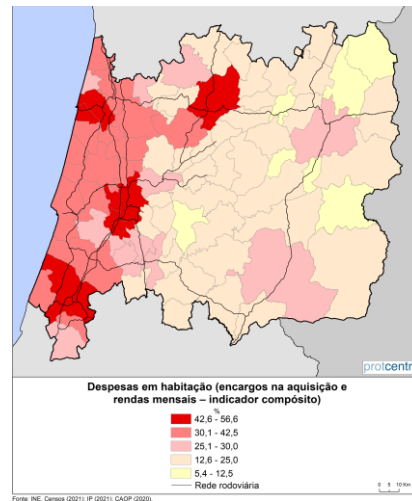 protcentro
Despesas em habitação (encargos na aquisição e
rendas mensais – indicador compósito)
%
42,6 - 56,6
30,1 - 42,5
25,1 - 30,0
12,6 - 25,0
5,4 - 12,5
Rede rodoviária
0 5 10 Km
Fonte: INE, Censos (2021); IP (2021); CAOP (2020)